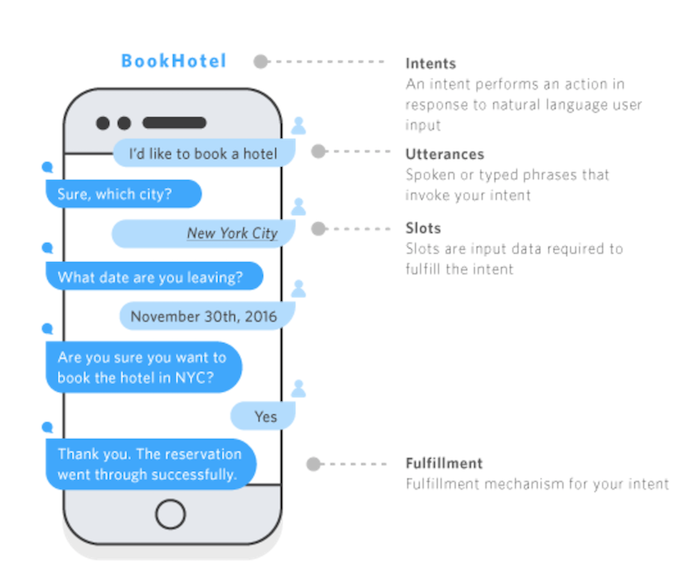 BookHotel
Intents
An intent performs an action in
response to natural language user
input
I'd like to book a hotel
Utterances
Spoken or typed phrases that
invoke your intent
Sure, which city?
New York City
Slots
Slots are input data required to
fulfill the intent
What date are you leaving?
November 30th, 2016
Are you sure you want to
book the hotel in NYC?
Yes
Thank you. The reservation
went through successfully.
Fulfillment
Fulfillment mechanism for your intent